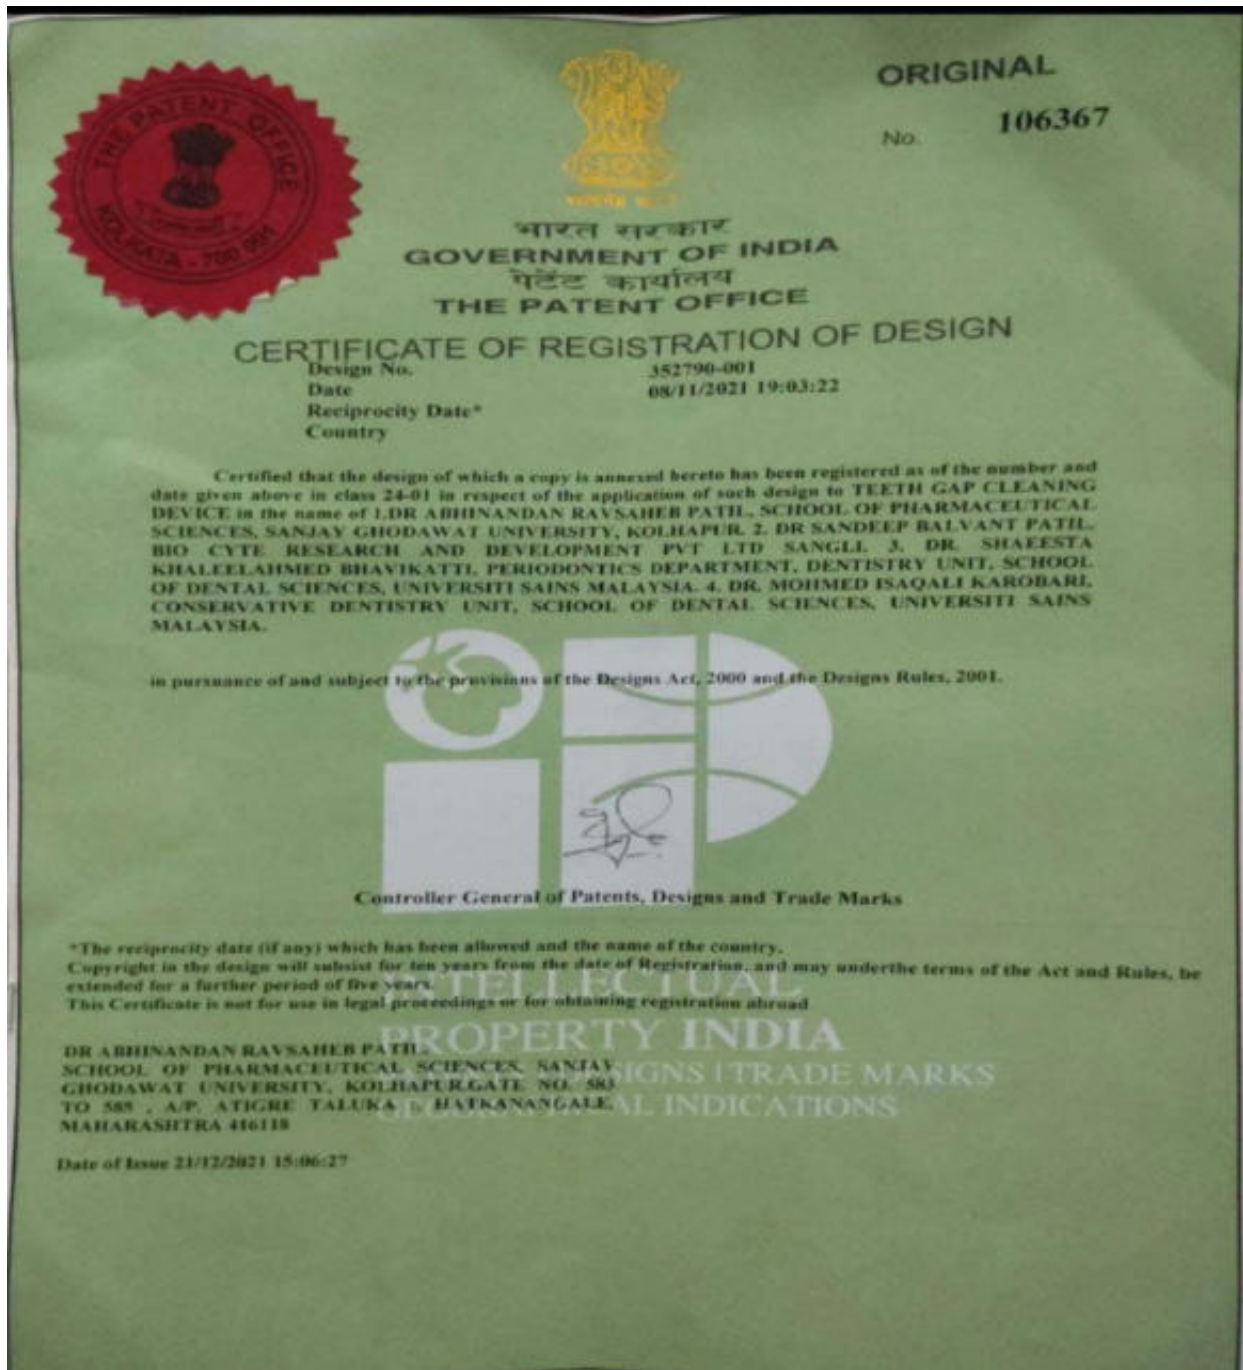 ORIGINAL
No. 106367
THE PATENT OFFICE
KOLKATA - 700 091
भारत सरकार
GOVERNMENT OF INDIA
पेटेंट कार्यालय
THE PATENT OFFICE
CERTIFICATE OF REGISTRATION OF DESIGN
Design No. 352790-001
Date 08/11/2021 19:03:22
Reciprocity Date*
Country
Certified that the design of which a copy is annexed hereto has been registered as of the number and
date given above in class 24-01 in respect of the application of such design to TEETH GAP CLEANING
DEVICE in the name of 1.DR ABHINANDAN RAVSAHEB PATIL, SCHOOL OF PHARMACEUTICAL
SCIENCES, SANJAY GHODAWAT UNIVERSITY, KOLHAPUR. 2. DR SANDEEP BALVANT PATIL,
BIO CYTE RESEARCH AND DEVELOPMENT PVT LTD SANGLI. 3. DR. SHAEESTA
KHALEELAHMED BHAVIKATTI, PERIODONTICS DEPARTMENT, DENTISTRY UNIT, SCHOOL
OF DENTAL SCIENCES, UNIVERSITI SAINS MALAYSIA. 4. DR. MOHMED ISAQALI KAROBARI,
CONSERVATIVE DENTISTRY UNIT, SCHOOL OF DENTAL SCIENCES, UNIVERSITI SAINS
MALAYSIA.
in pursuance of and subject to the provisions of the Designs Act, 2000 and the Designs Rules, 2001.
iP
Controller General of Patents, Designs and Trade Marks
*The reciprocity date (if any) which has been allowed and the name of the country.
Copyright in the design will subsist for ten years from the date of Registration, and may underthe terms of the Act and Rules, be
extended for a further period of five years.
This Certificate is not for use in legal proceedings or for obtaining registration abroad
INTELLECTUAL
PROPERTY INDIA
DESIGNS | TRADE MARKS
GEOGRAPHICAL INDICATIONS
DR ABHINANDAN RAVSAHEB PATIL,
SCHOOL OF PHARMACEUTICAL SCIENCES, SANJAY
GHODAWAT UNIVERSITY, KOLHAPUR.GATE NO. 583
TO 585 , A/P. ATIGRE TALUKA : HATKANANGALE,
MAHARASHTRA 416118
Date of Issue 21/12/2021 15:06:27